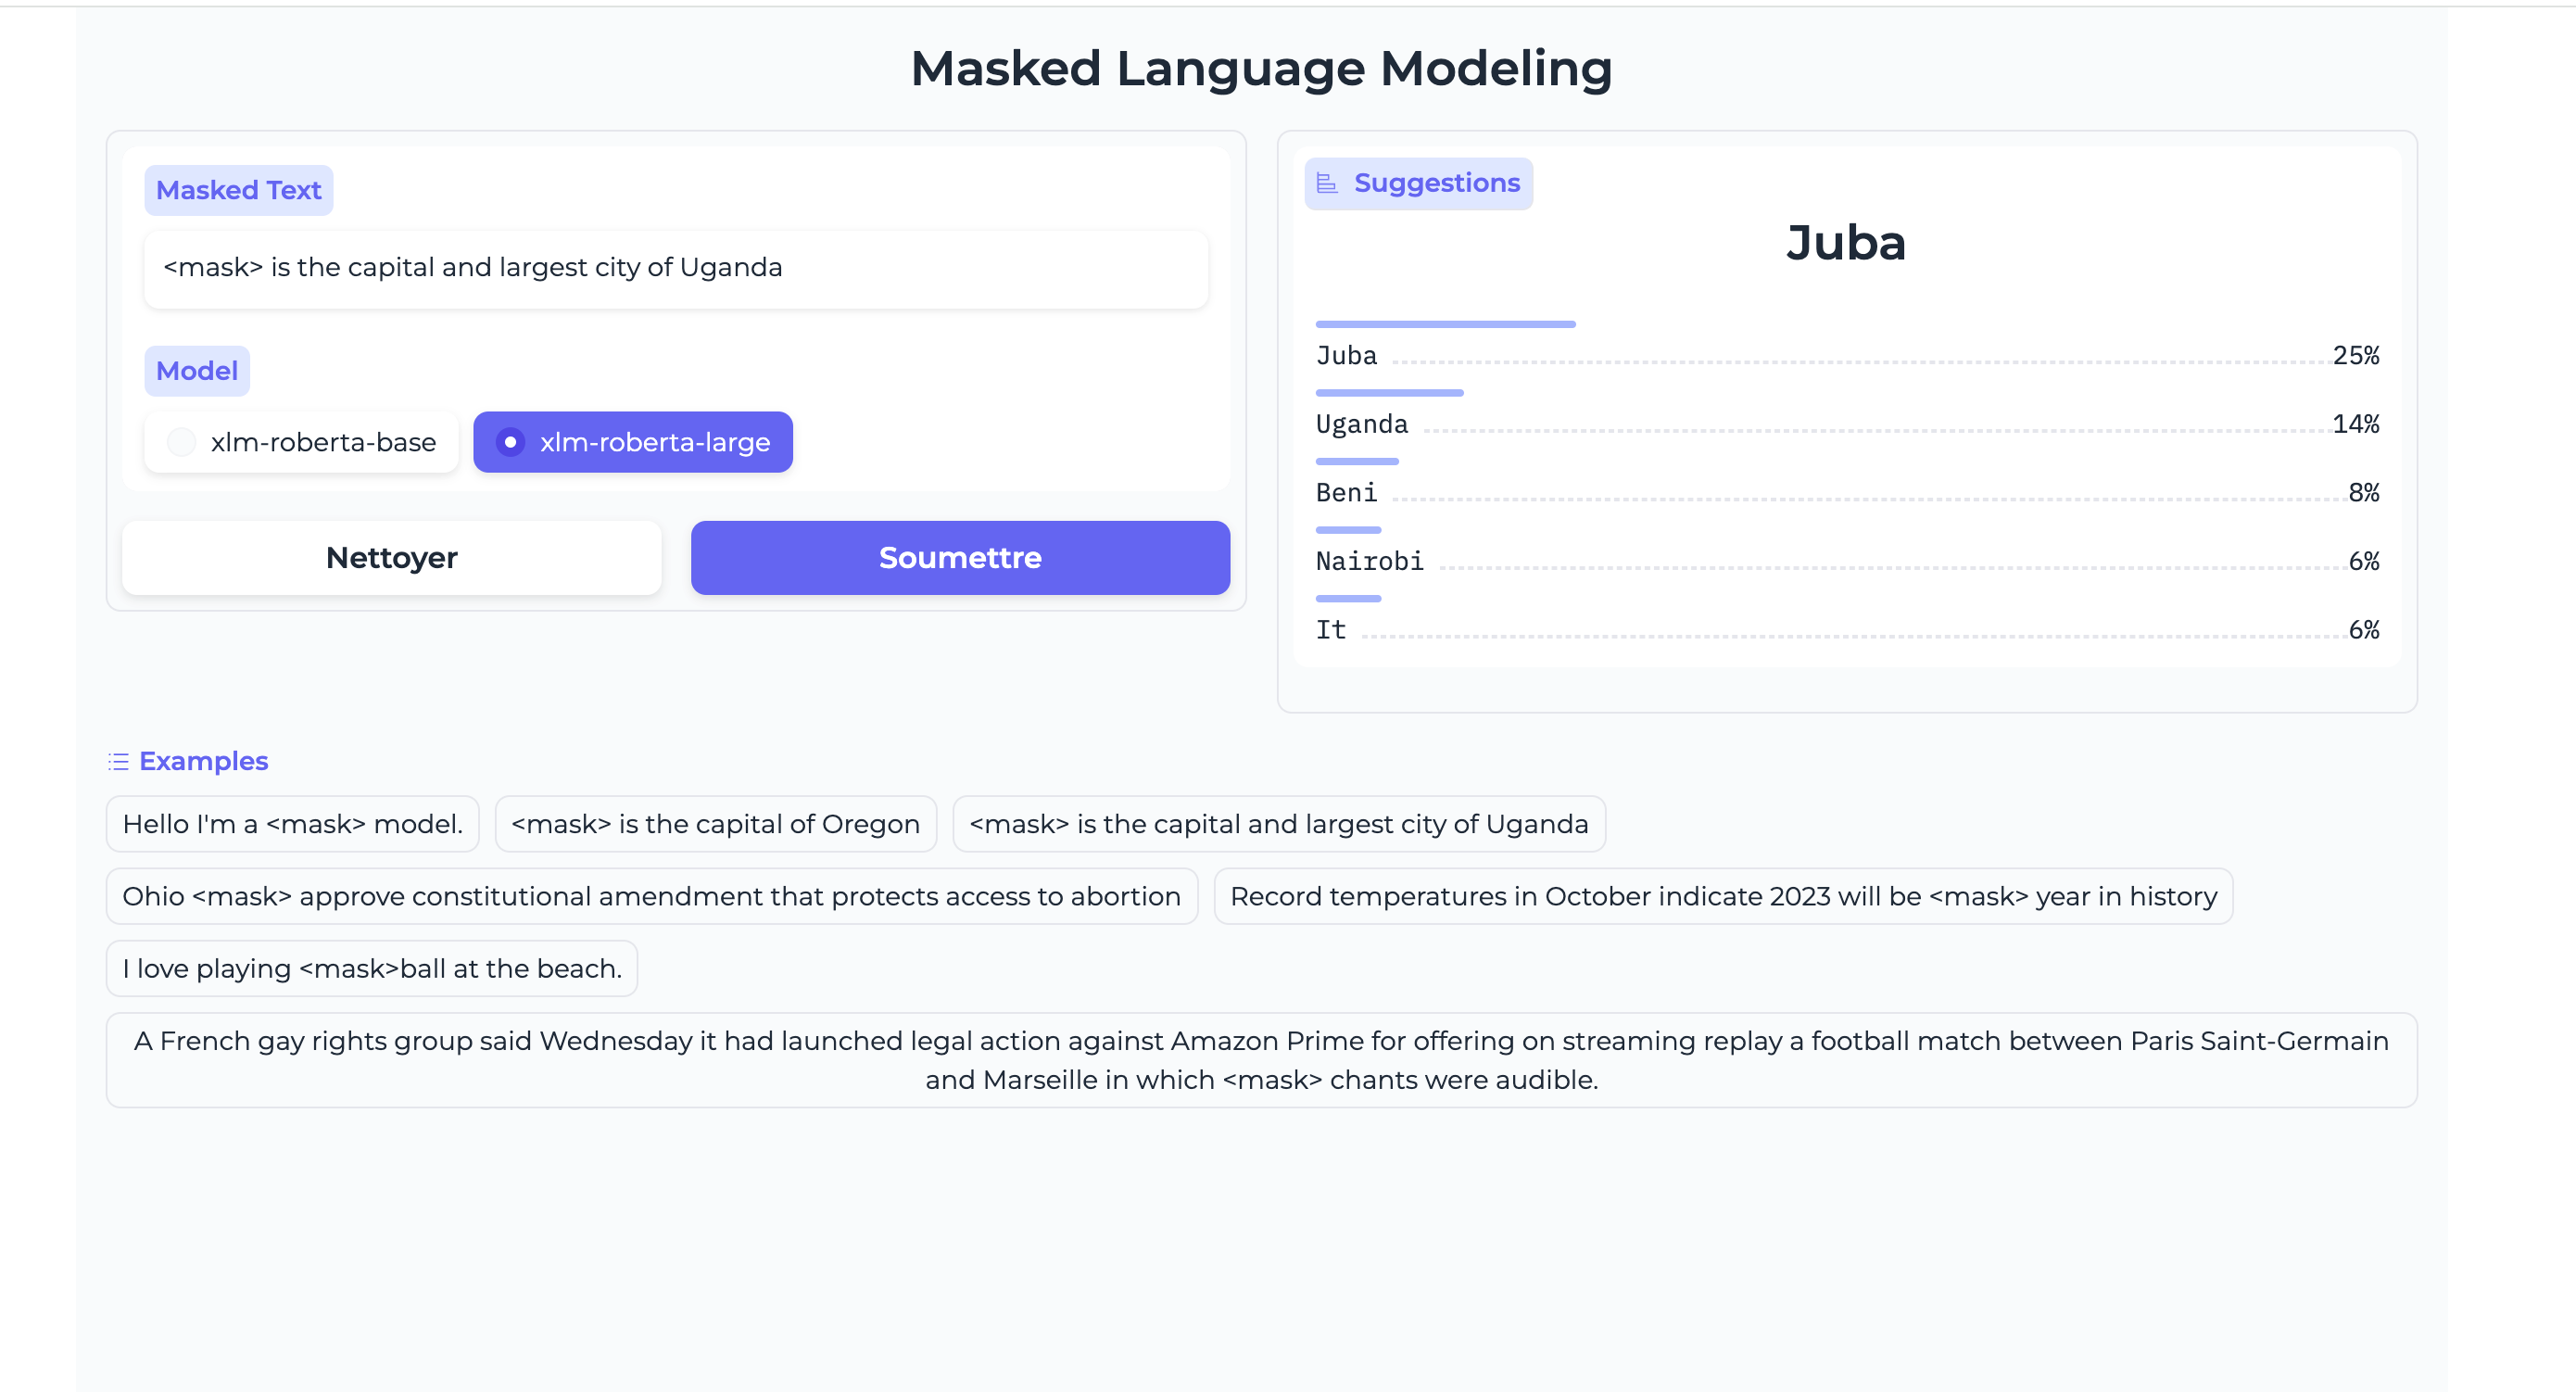 Masked Language Modeling
Masked Text
<mask> is the capital and largest city of Uganda
Model
xlm-roberta-base
xlm-roberta-large
Nettoyer
Soumettre
Suggestions
Juba
Juba 25%
Uganda 14%
Beni 8%
Nairobi 6%
It 6%
Examples
Hello I'm a <mask> model.
<mask> is the capital of Oregon
<mask> is the capital and largest city of Uganda
Ohio <mask> approve constitutional amendment that protects access to abortion
Record temperatures in October indicate 2023 will be <mask> year in history
I love playing <mask>ball at the beach.
A French gay rights group said Wednesday it had launched legal action against Amazon Prime for offering on streaming replay a football match between Paris Saint-Germain
and Marseille in which <mask> chants were audible.